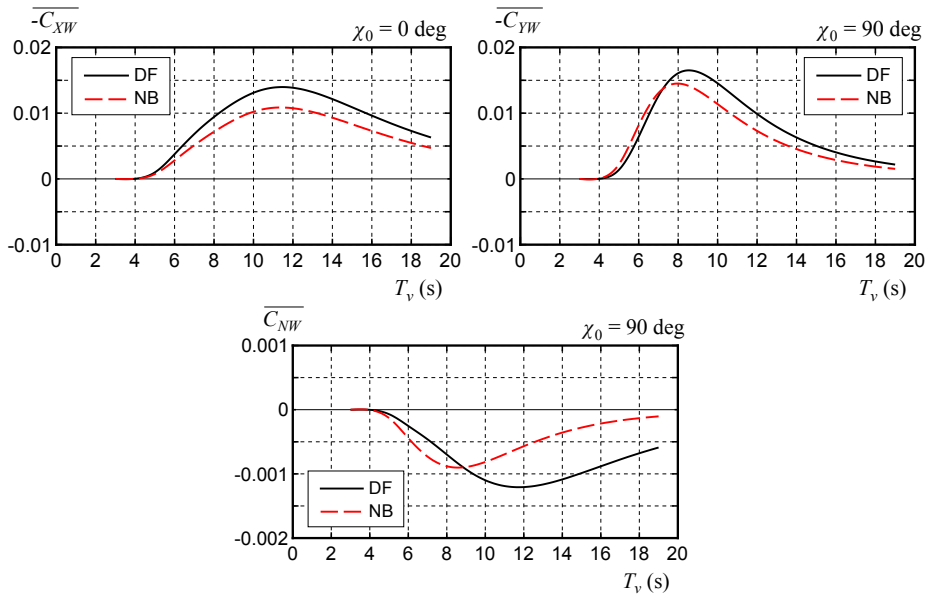 -C_XW
χ0 = 0 deg
0.02
0.01
0
-0.01
DF
NB
0 2 4 6 8 10 12 14 16 18 20
Tv (s)
-C_YW
χ0 = 90 deg
0.02
0.01
0
-0.01
DF
NB
0 2 4 6 8 10 12 14 16 18 20
Tv (s)
C_NW
χ0 = 90 deg
0.001
0
-0.001
-0.002
DF
NB
0 2 4 6 8 10 12 14 16 18 20
Tv (s)